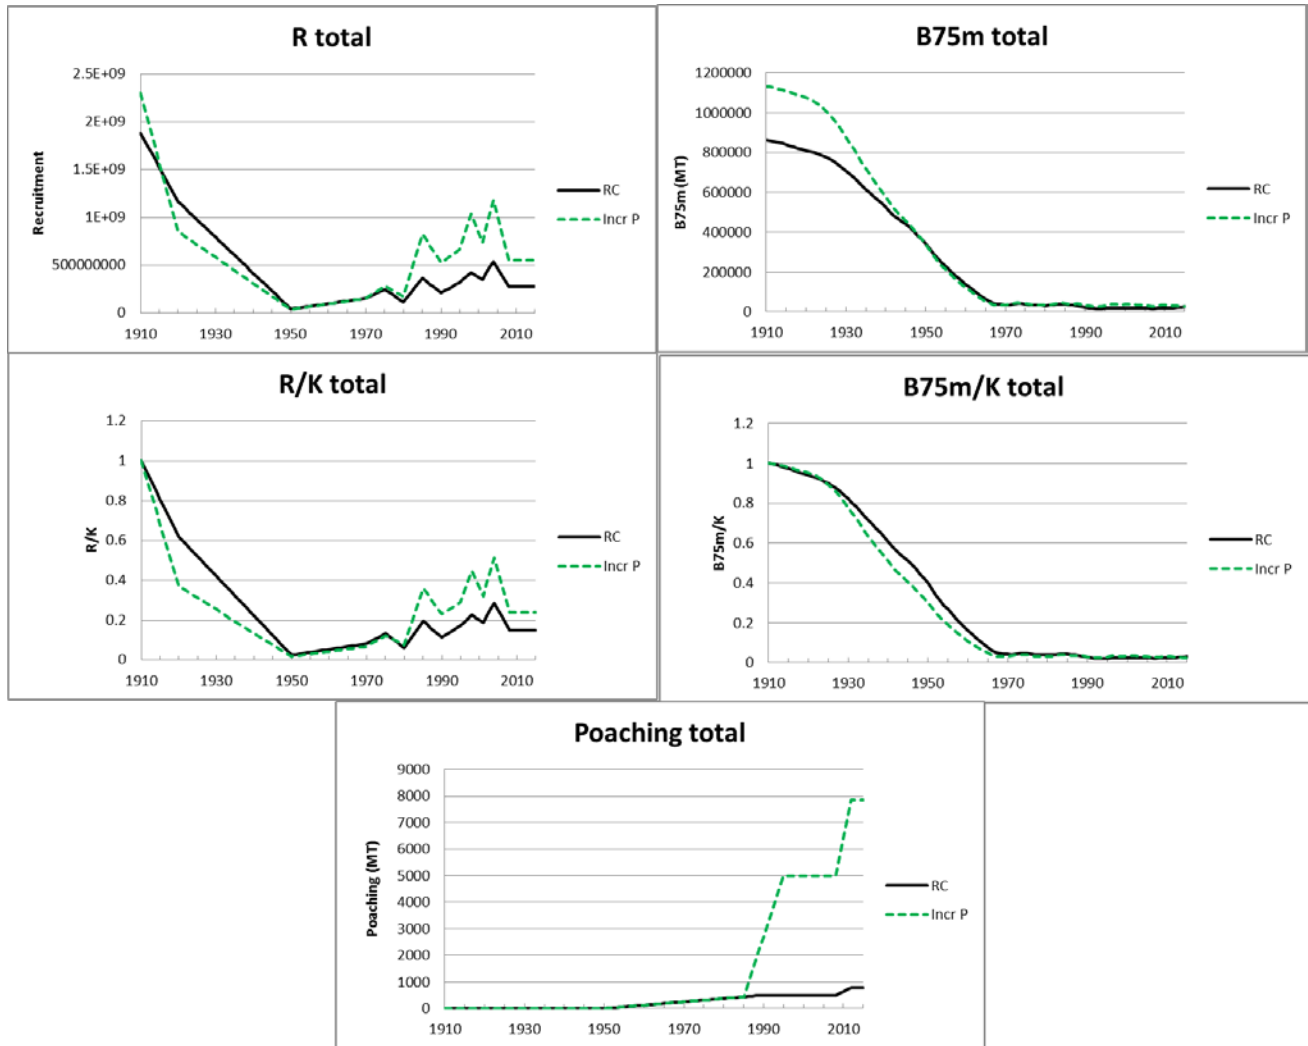 R total
Recruitment
2.5E+09
2E+09
1.5E+09
1E+09
500000000
0
1910 1930 1950 1970 1990 2010
RC
Incr P
B75m total
B75m (MT)
1200000
1000000
800000
600000
400000
200000
0
1910 1930 1950 1970 1990 2010
RC
Incr P
R/K total
R/K
1.2
1
0.8
0.6
0.4
0.2
0
1910 1930 1950 1970 1990 2010
RC
Incr P
B75m/K total
B75m/K
1.2
1
0.8
0.6
0.4
0.2
0
1910 1930 1950 1970 1990 2010
RC
Incr P
Poaching total
Poaching (MT)
9000
8000
7000
6000
5000
4000
3000
2000
1000
0
1910 1930 1950 1970 1990 2010
RC
Incr P